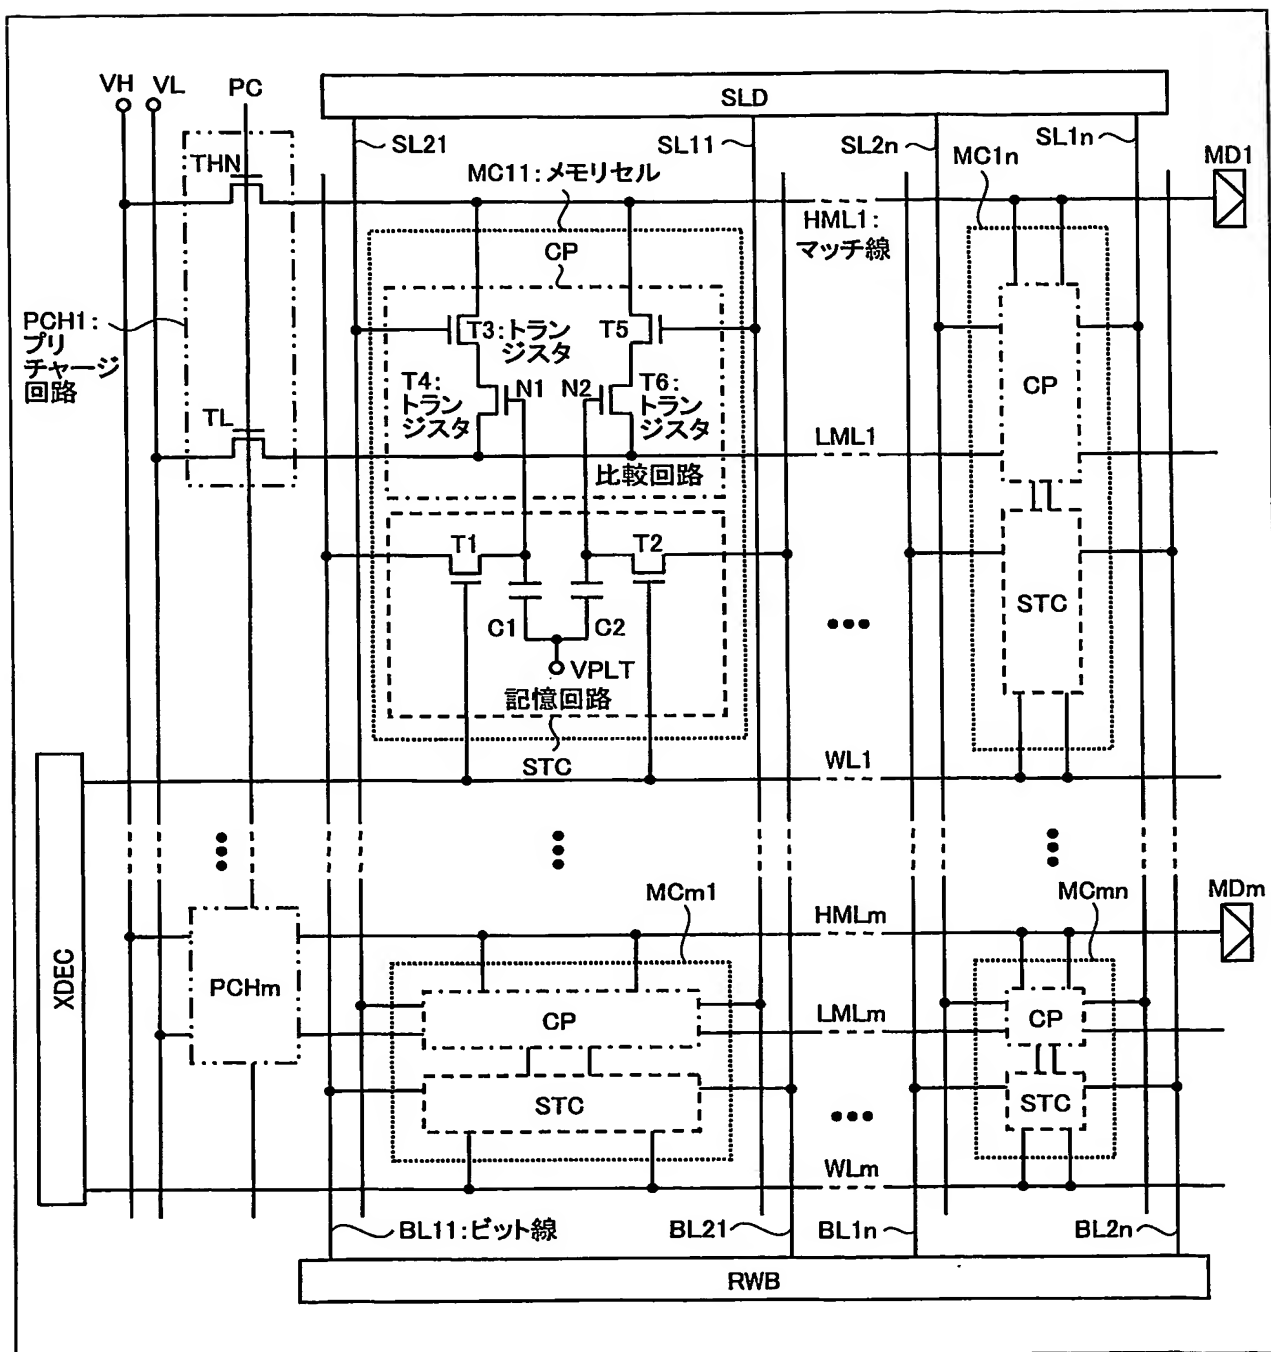 VH VL PC
SLD
SL21 SL11 SL2n SL1n
THN
MC11:メモリセル
MC1n
MD1
HML1:
マッチ線
CP
PCH1:
プリ
チャージ
回路
T3:トラン
ジスタ
T5
T4:
トラン
ジスタ
N1 N2
T6:
トラン
ジスタ
CP
TL
LML1
比較回路
T1 T2
C1 C2
VPLT
記憶回路
STC
STC
WL1
XDEC
MCm1
MCmn
MDm
HMLm
PCHm
CP
LMLm
CP
STC
STC
WLm
BL11:ビット線
BL21 BL1n BL2n
RWB